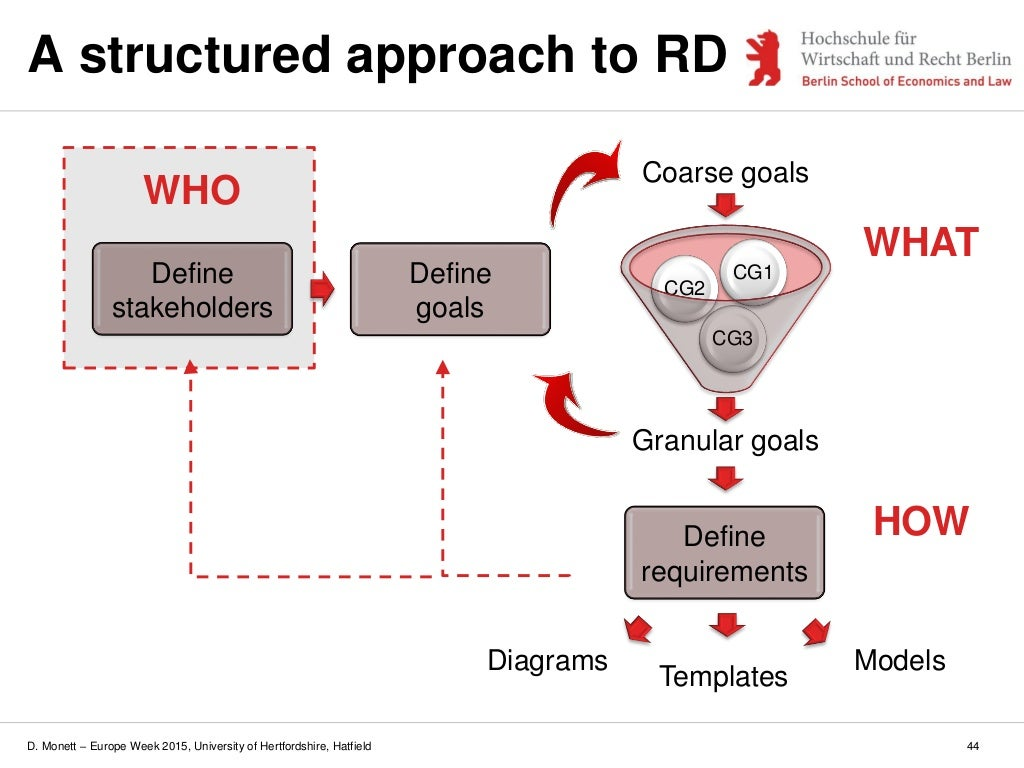 A structured approach to RD
Hochschule für
Wirtschaft und Recht Berlin
Berlin School of Economics and Law
WHO
Define
stakeholders
Define
goals
Coarse goals
WHAT
CG1
CG2
CG3
Granular goals
HOW
Define
requirements
Diagrams
Templates
Models
D. Monett – Europe Week 2015, University of Hertfordshire, Hatfield
44